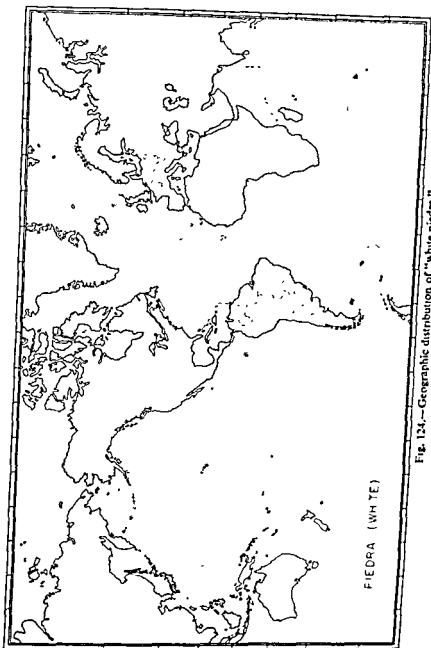 PIEDRA (WHITE)
Fig. 124.—Geographic distribution of "white piedra."